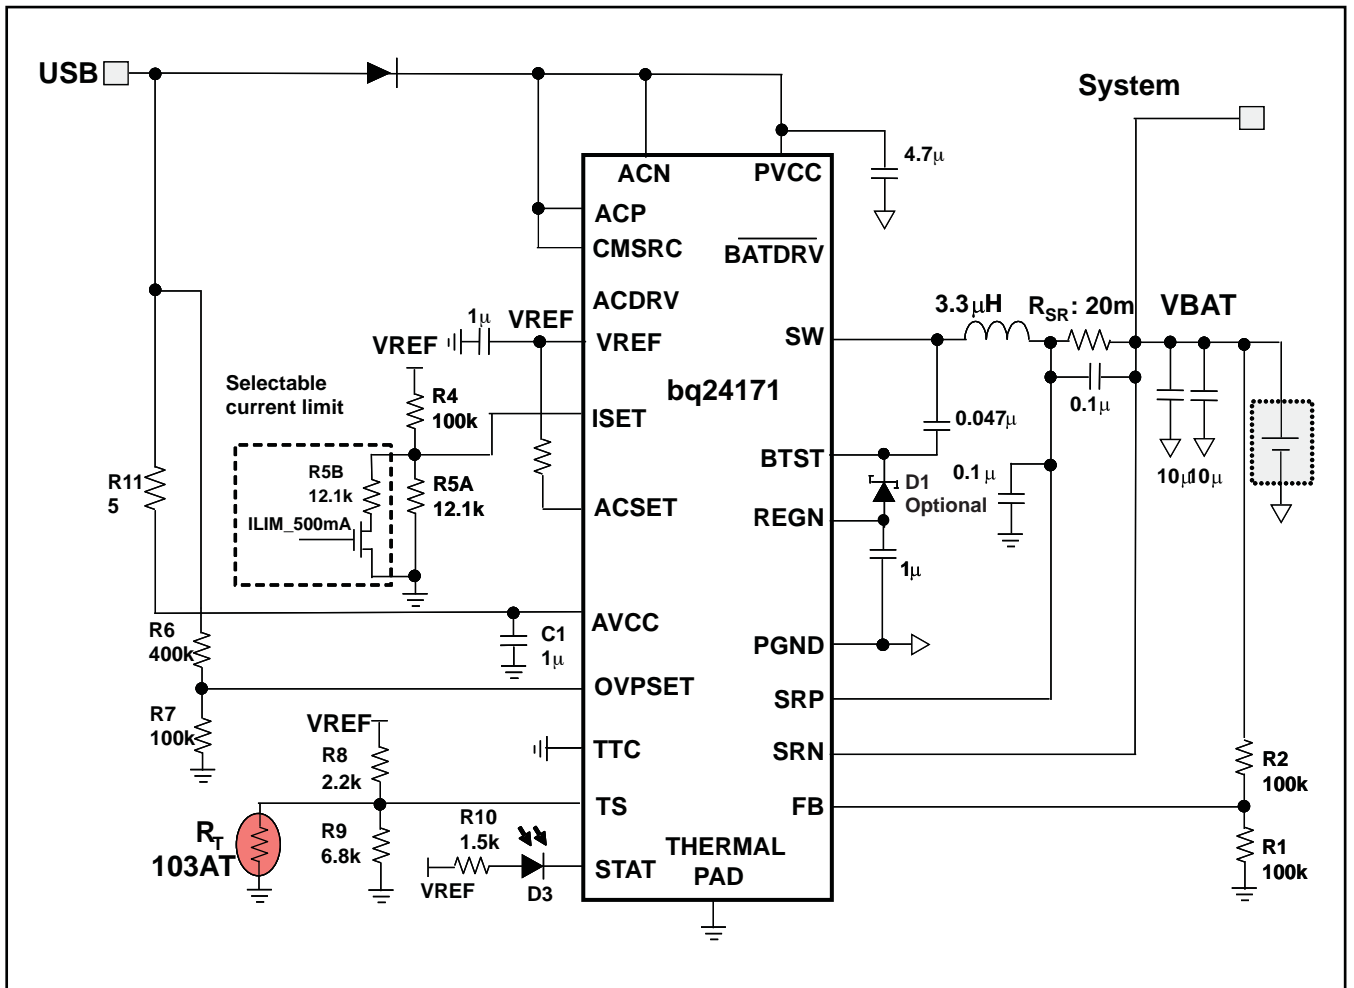 USB
System
4.7μ
ACN
PVCC
ACP
CMSRC
BATDRV
ACDRV
3.3μH
RSR: 20m
VBAT
1μ
VREF
VREF
VREF
SW
Selectable
current limit
R4
100k
bq24171
ISET
0.1μ
0.047μ
R5B
12.1k
R5A
12.1k
BTST
0.1μ
10μ
10μ
R11
5
D1
Optional
ILIM_500mA
ACSET
REGN
1μ
AVCC
C1
1μ
R6
400k
PGND
OVPSET
SRP
R7
100k
VREF
TTC
SRN
R8
2.2k
R2
100k
TS
FB
RT
103AT
R9
6.8k
R10
1.5k
THERMAL
PAD
R1
100k
STAT
VREF
D3